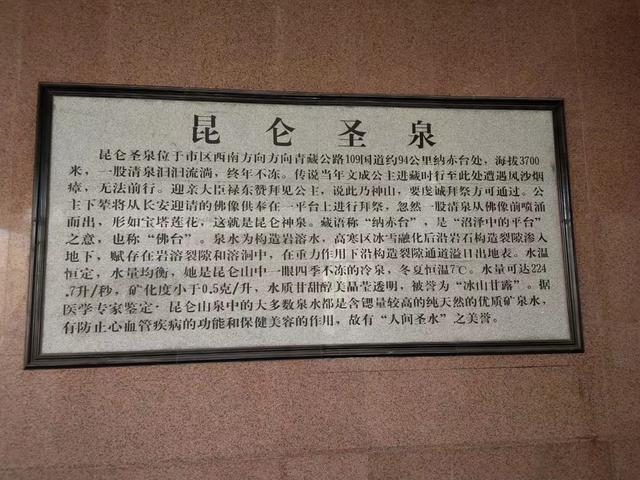 昆仑圣泉
昆仑圣泉位于市区西南方向方向青藏公路109国道约94公里纳赤台处，海拔3700
米，一股清泉汩汩流淌，终年不冻。传说当年文成公主进藏时行至此处遭遇风沙烟
瘴，无法前行。迎亲大臣禄东赞拜见公主，说此乃神山，要虔诚拜祭方可通过。公
主下辇将从长安迎请的佛像供奉在一平台上进行拜祭，忽然一股清泉从佛像前喷涌
而出，形如宝塔莲花，这就是昆仑神泉。藏语称“纳赤台”，是“沼泽中的平台”
之意，也称“佛台”。泉水为构造岩溶水，高寒区冰雪融化后沿岩石构造裂隙渗入
地下，赋存在岩溶裂隙和溶洞中，在重力作用下沿构造裂隙通道溢日出地表。水温
恒定，水量均衡，她是昆仑山中一眼四季不冻的冷泉，冬夏恒温7℃。水量可达224
.7升/秒，矿化度小于0.5克/升，水质甘甜醇美晶莹透明，被誉为“冰山甘露”。据
医学专家鉴定·昆仑山泉中的大多数泉水都是含锶量较高的纯天然的优质矿泉水，
有防止心血管疾病的功能和保健美容的作用，故有“人间圣水”之美誉。